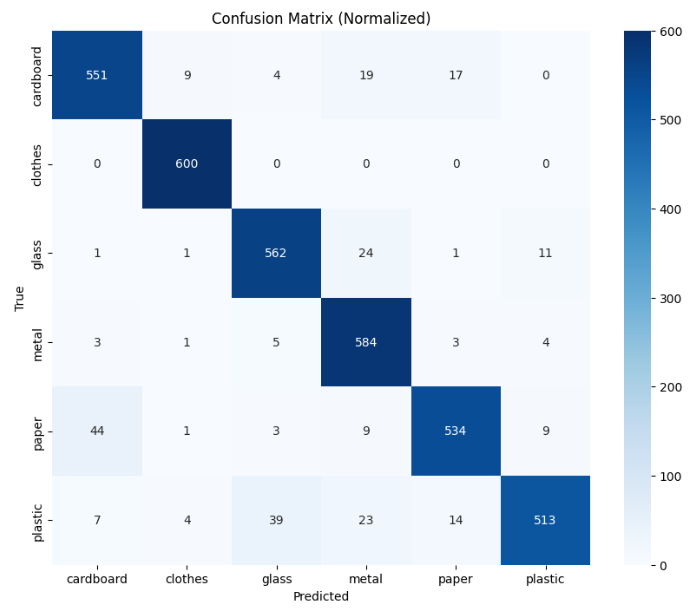 Confusion Matrix (Normalized)
cardboard 551 9 4 19 17 0
clothes 0 600 0 0 0 0
glass 1 1 562 24 1 11
metal 3 1 5 584 3 4
paper 44 1 3 9 534 9
plastic 7 4 39 23 14 513
True
cardboard clothes glass metal paper plastic
Predicted
600
500
400
300
200
100
0